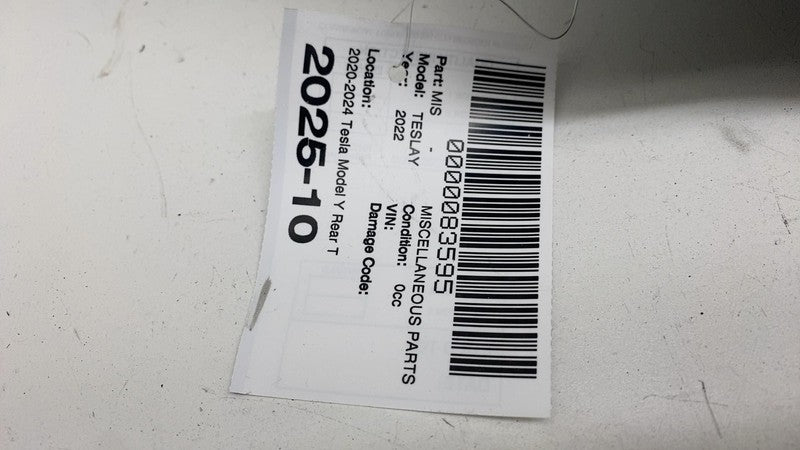 0000083595
Part: MIS - MISCELLANEOUS PARTS
Model: TESLAY Condition: 0cc
Year: 2022 VIN:
Location: Damage Code:
2020-2024 Tesla Model Y Rear T
2025-10